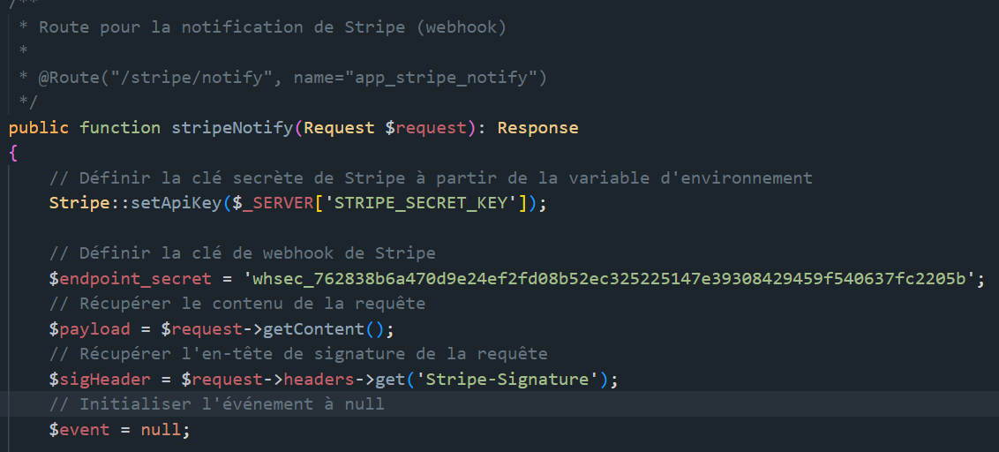 /**
* Route pour la notification de Stripe (webhook)
*
* @Route("/stripe/notify", name="app_stripe_notify")
*/
public function stripeNotify(Request $request): Response
{
// Définir la clé secrète de Stripe à partir de la variable d'environnement
Stripe::setApiKey($_SERVER['STRIPE_SECRET_KEY']);
// Définir la clé de webhook de Stripe
$endpoint_secret = 'whsec_762838b6a470d9e24ef2fd08b52ec325225147e39308429459f540637fc2205b';
// Récupérer le contenu de la requête
$payload = $request->getContent();
// Récupérer l'en-tête de signature de la requête
$sigHeader = $request->headers->get('Stripe-Signature');
// Initialiser l'événement à null
$event = null;